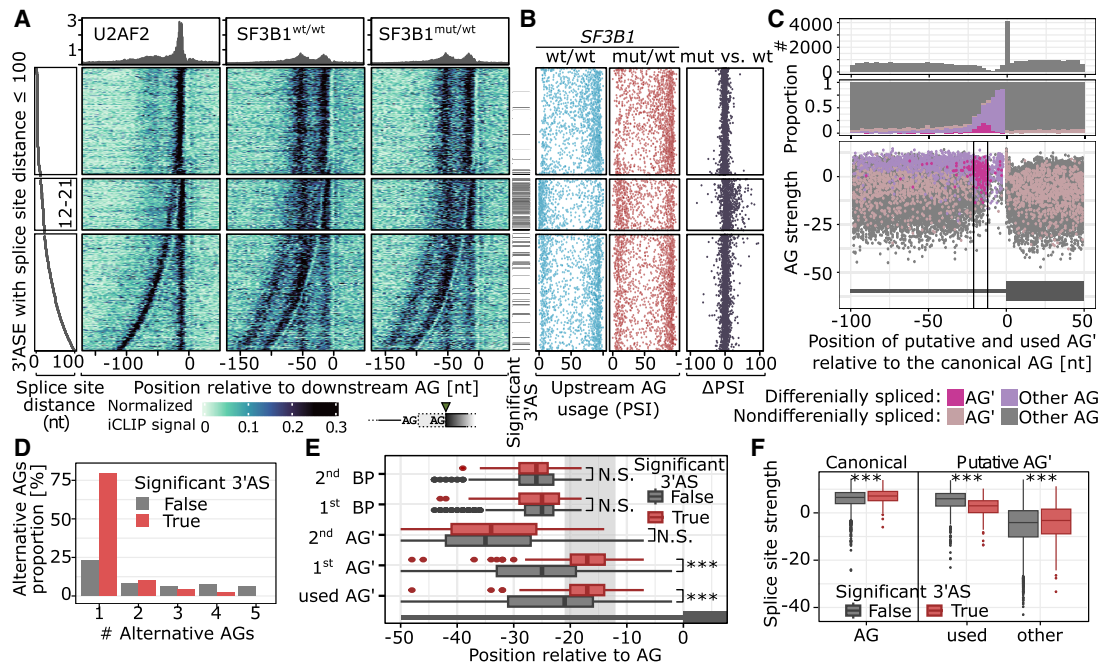 A
3
2
1
U2AF2
SF3B1wt/wt
SF3B1mut/wt
3'ASE with splice site distance ≤ 100
12-21
0
100
Splice site distance (nt)
-100
0
-150
-100
-50
0
-100
-50
0
Position relative to downstream AG [nt]
Normalized iCLIP signal
0
0.1
0.2
0.3
AG
AG
Significant 3'AS
B
SF3B1
wt/wt
mut/wt
mut vs. wt
0
50
0
50
-100
0
100
Upstream AG usage (PSI)
ΔPSI
C
#
4000
2000
0
Proportion
1
0.5
0
AG strength
0
-25
-50
-100
-50
0
50
Position of putative and used AG' relative to the canonical AG [nt]
Differenially spliced: AG' Other AG
Nondifferenially spliced: AG' Other AG
D
Alternative AGs proportion [%]
75
50
25
0
Significant 3'AS
False
True
1
2
3
4
5
# Alternative AGs
E
2nd BP
1st BP
2nd AG'
1st AG'
used AG'
N.S.
N.S.
N.S.
***
***
Significant 3'AS
False
True
-50
-40
-30
-20
-10
0
Position relative to AG
F
Canonical
Putative AG'
***
***
***
Splice site strength
0
-20
-40
Significant 3'AS
False
True
AG
used
other